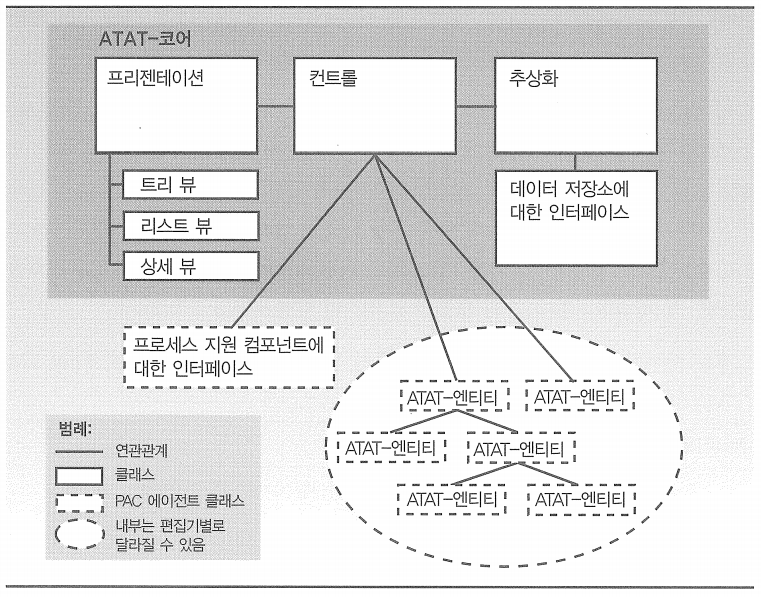 ATAT-코어
프리젠테이션
컨트롤
추상화
트리 뷰
리스트 뷰
상세 뷰
데이터 저장소에
대한 인터페이스
프로세스 지원 컴포넌트에
대한 인터페이스
ATAT-엔티티
ATAT-엔티티
ATAT-엔티티
ATAT-엔티티
ATAT-엔티티
ATAT-엔티티
범례:
연관관계
클래스
PAC 에이전트 클래스
내부는 편집기별로
달라질 수 있음